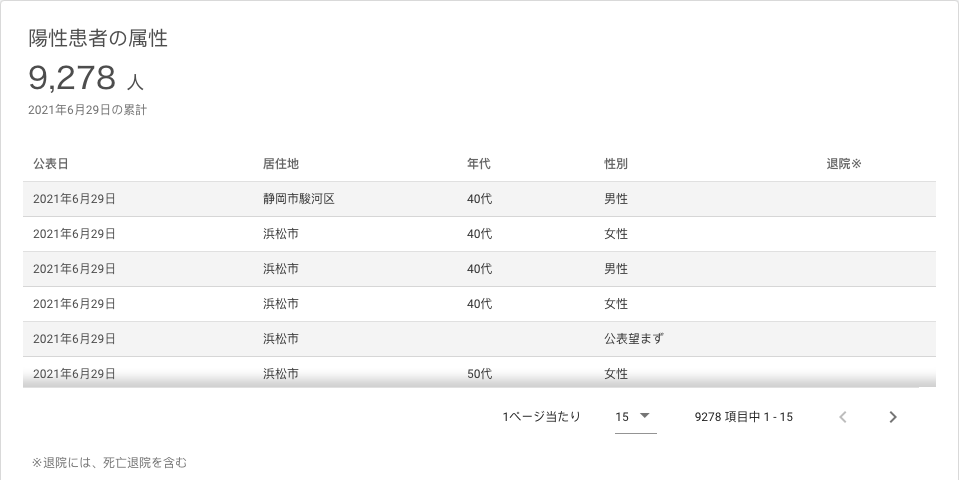 陽性患者の属性
9,278 人
2021年6月29日の累計
公表日 居住地 年代 性別 退院※
2021年6月29日 静岡市駿河区 40代 男性
2021年6月29日 浜松市 40代 女性
2021年6月29日 浜松市 40代 男性
2021年6月29日 浜松市 40代 女性
2021年6月29日 浜松市 公表望まず
2021年6月29日 浜松市 50代 女性
1ページ当たり 15 9278 項目中 1 - 15
※退院には、死亡退院を含む